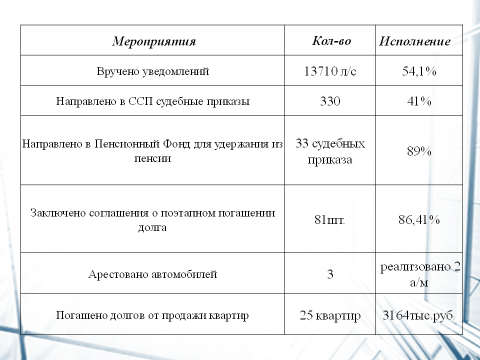 Мероприятия Кол-во Исполнение
Вручено уведомлений 13710 л/с 54,1%
Направлено в ССП судебные приказы 330 41%
Направлено в Пенсионный Фонд для удержания из
пенсии
33 судебных
приказа
89%
Заключено соглашения о поэтапном погашении
долга
81шт. 86,41%
Арестовано автомобилей 3
реализовано.2
а/м
Погашено долгов от продажи квартир 25 квартир 3164тыс.руб.